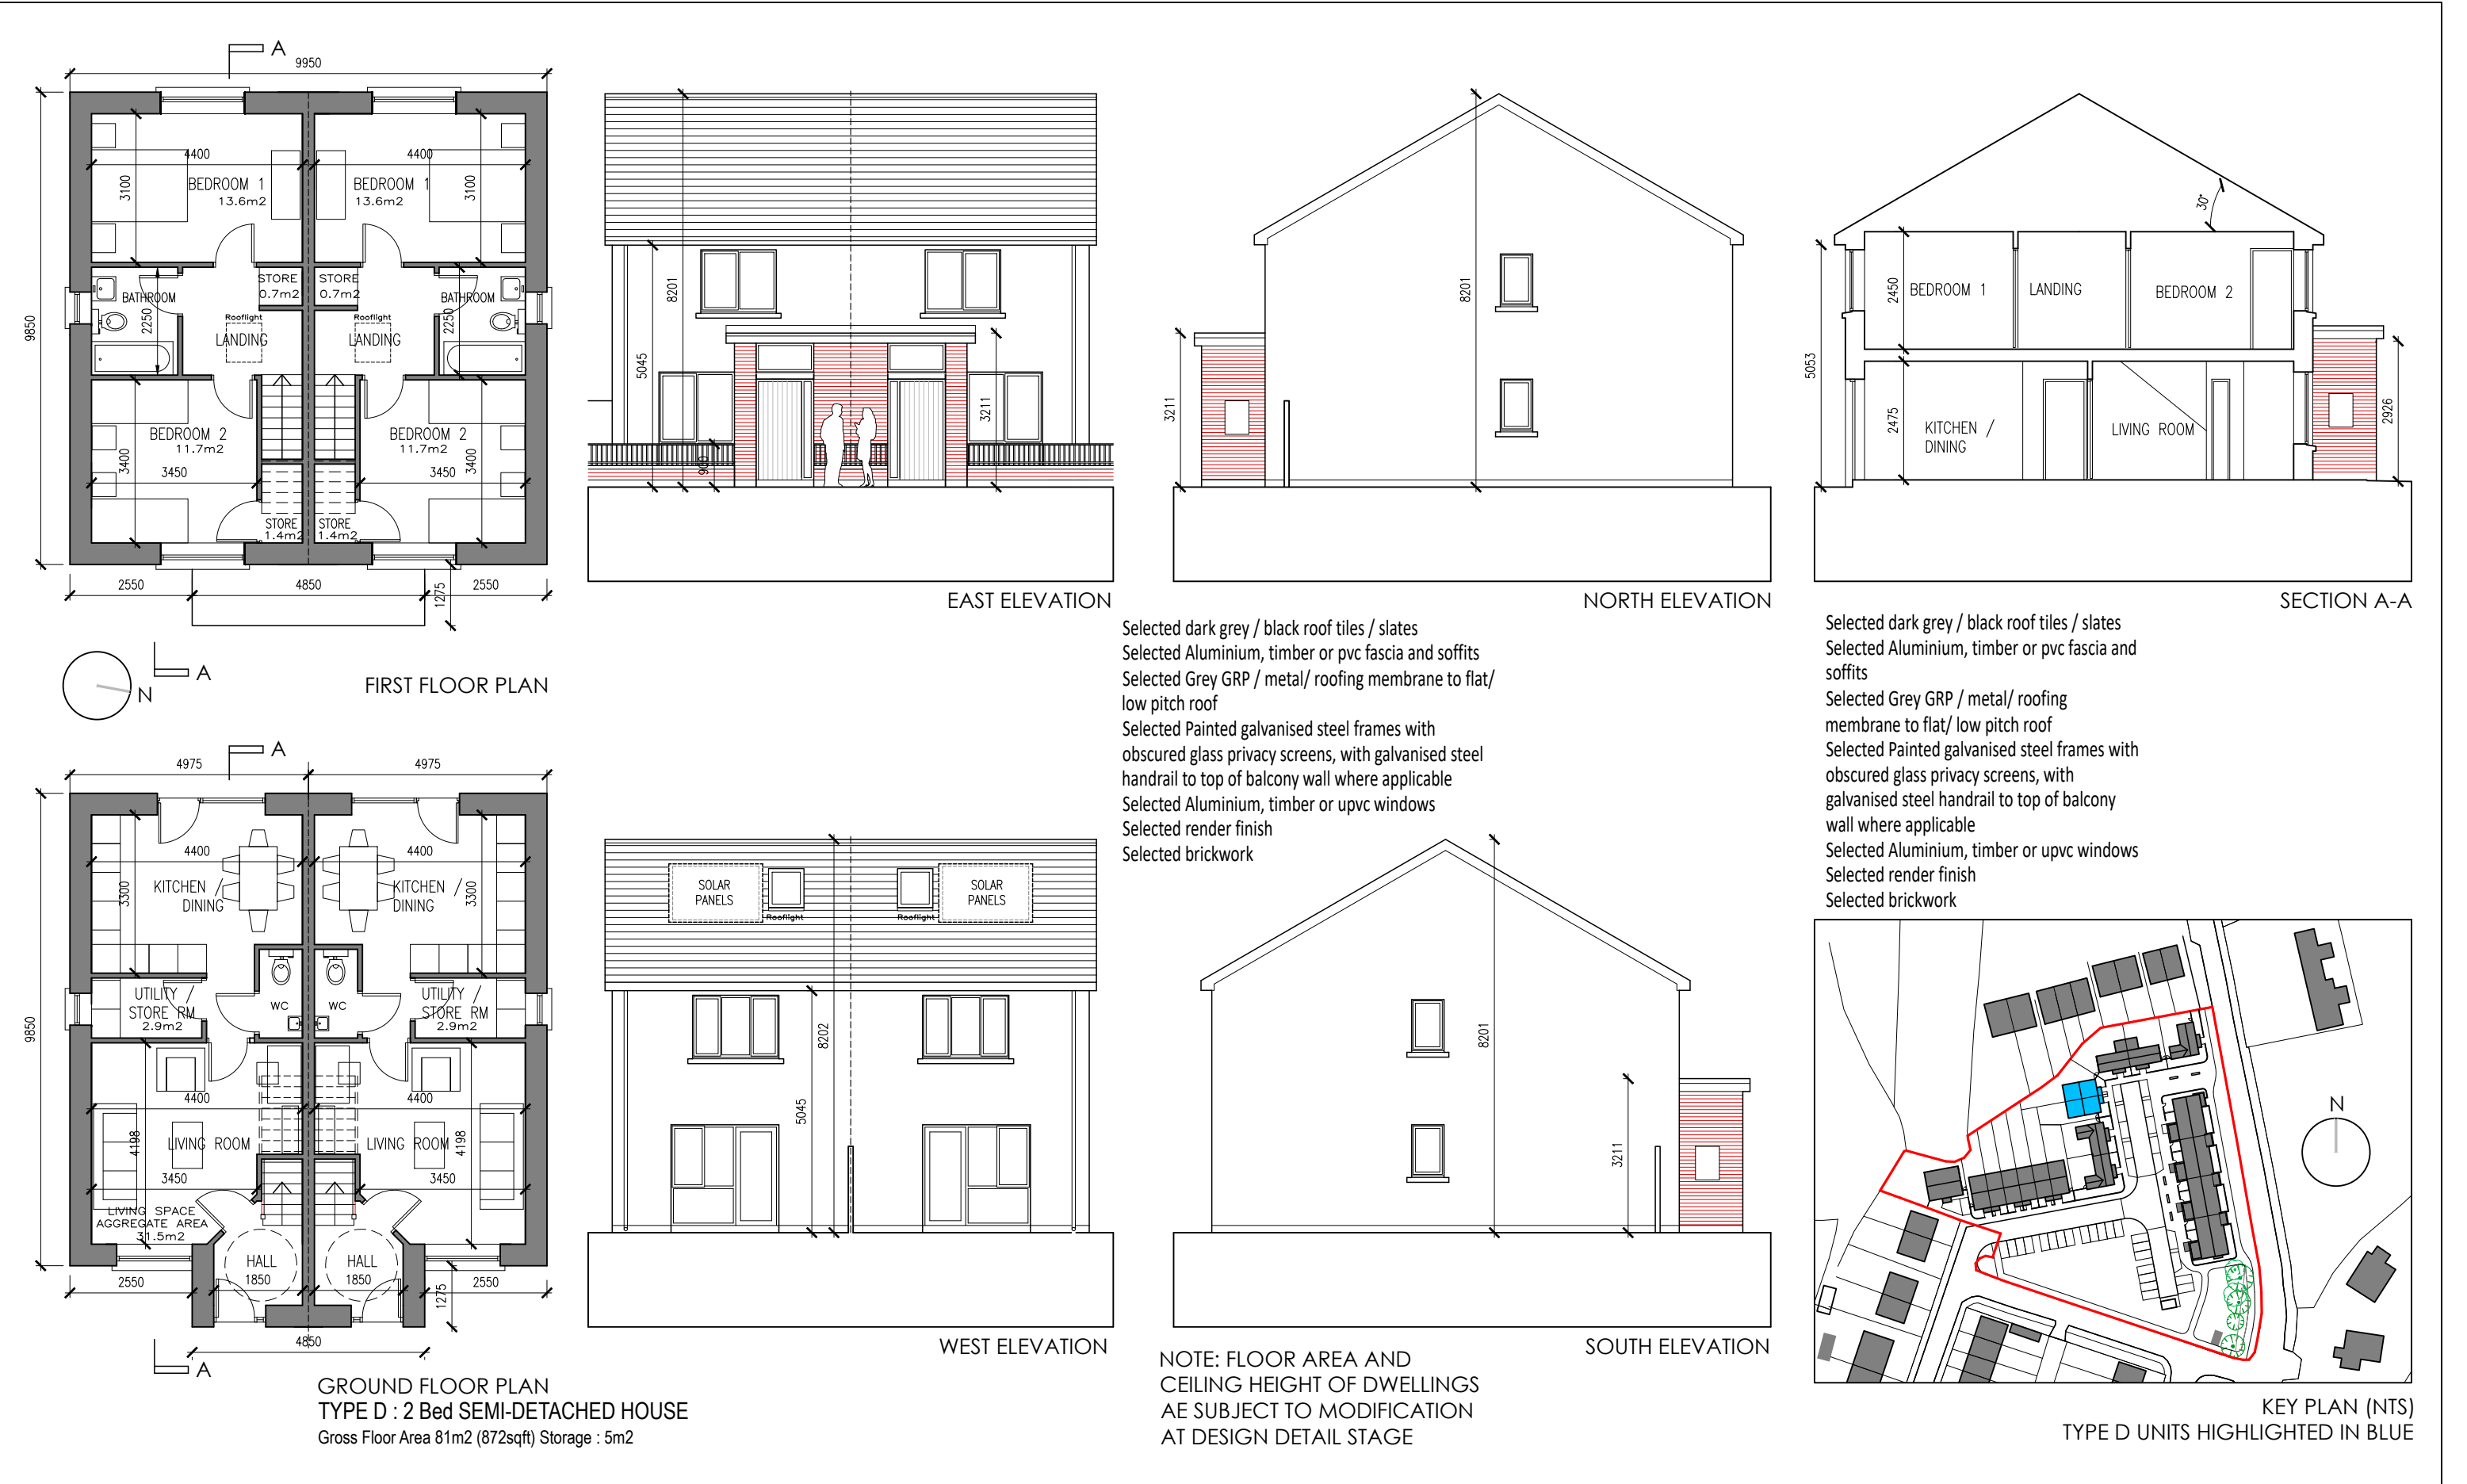 A
9950
9850
4400
4400
3100
BEDROOM 1
13.6m2
BEDROOM 1
13.6m2
3100
STORE
0.7m2
STORE
0.7m2
BATHROOM
BATHROOM
2250
2250
Rooflight
Rooflight
LANDING
LANDING
BEDROOM 2
11.7m2
BEDROOM 2
11.7m2
3400
3450
3450
3400
STORE
1.4m2
STORE
1.4m2
2550
4850
2550
1275
A
N
FIRST FLOOR PLAN
A
4975
4975
9850
4400
4400
KITCHEN /
DINING
KITCHEN /
DINING
3300
3300
UTILITY /
STORE RM
2.9m2
WC
WC
UTILITY /
STORE RM
2.9m2
4400
4400
4198
LIVING ROOM
LIVING ROOM
4198
3450
3450
LIVING SPACE
AGGREGATE AREA
31.5m2
HALL
HALL
1850
1850
2550
2550
1275
4850
A
GROUND FLOOR PLAN
TYPE D : 2 Bed SEMI-DETACHED HOUSE
Gross Floor Area 81m2 (872sqft) Storage : 5m2
8201
5045
900
3211
EAST ELEVATION
8201
3211
NORTH ELEVATION
30°
2450
BEDROOM 1
LANDING
BEDROOM 2
5053
2475
KITCHEN /
DINING
LIVING ROOM
2926
SECTION A-A
Selected dark grey / black roof tiles / slates
Selected Aluminium, timber or pvc fascia and soffits
Selected Grey GRP / metal/ roofing membrane to flat/
low pitch roof
Selected Painted galvanised steel frames with
obscured glass privacy screens, with galvanised steel
handrail to top of balcony wall where applicable
Selected Aluminium, timber or upvc windows
Selected render finish
Selected brickwork
Selected dark grey / black roof tiles / slates
Selected Aluminium, timber or pvc fascia and
soffits
Selected Grey GRP / metal/ roofing
membrane to flat/ low pitch roof
Selected Painted galvanised steel frames with
obscured glass privacy screens, with
galvanised steel handrail to top of balcony
wall where applicable
Selected Aluminium, timber or upvc windows
Selected render finish
Selected brickwork
SOLAR
PANELS
Rooflight
Rooflight
SOLAR
PANELS
8202
5045
WEST ELEVATION
8201
3211
SOUTH ELEVATION
NOTE: FLOOR AREA AND
CEILING HEIGHT OF DWELLINGS
AE SUBJECT TO MODIFICATION
AT DESIGN DETAIL STAGE
N
KEY PLAN (NTS)
TYPE D UNITS HIGHLIGHTED IN BLUE